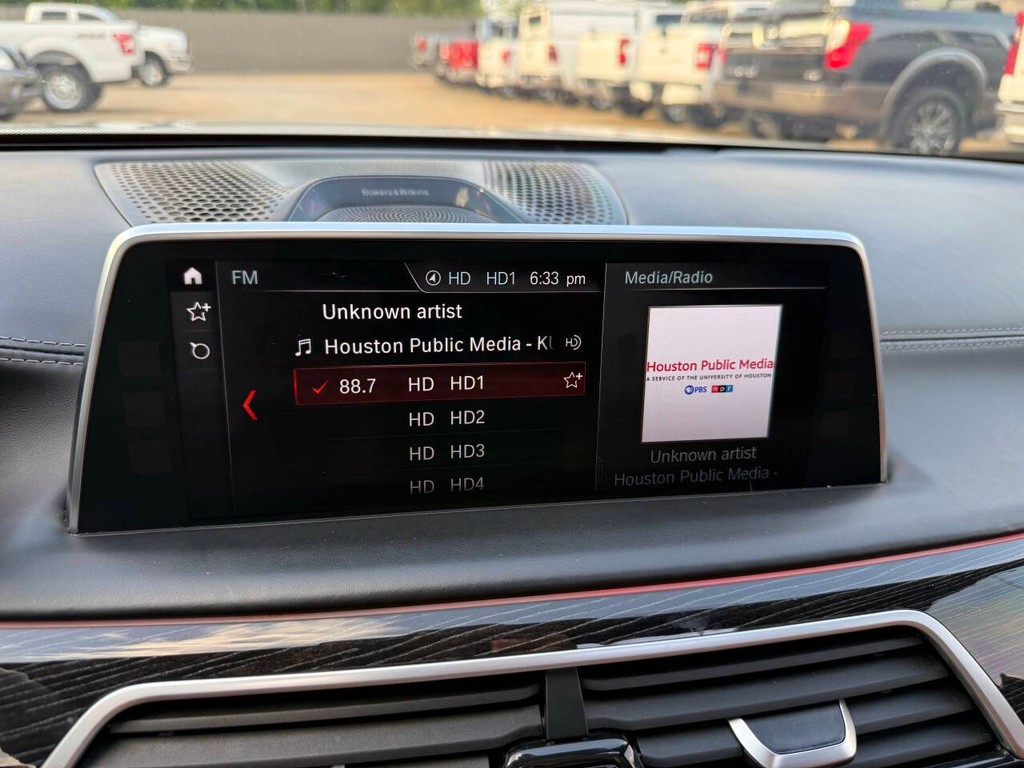 Bowers & Wilkins
FM
HD HD1 6:33 pm
Media/Radio
Unknown artist
Houston Public Media - KU
88.7 HD HD1
HD HD2
HD HD3
HD HD4
Houston Public Media
A SERVICE OF THE UNIVERSITY OF HOUSTON
PBS npr
Unknown artist
Houston Public Media -